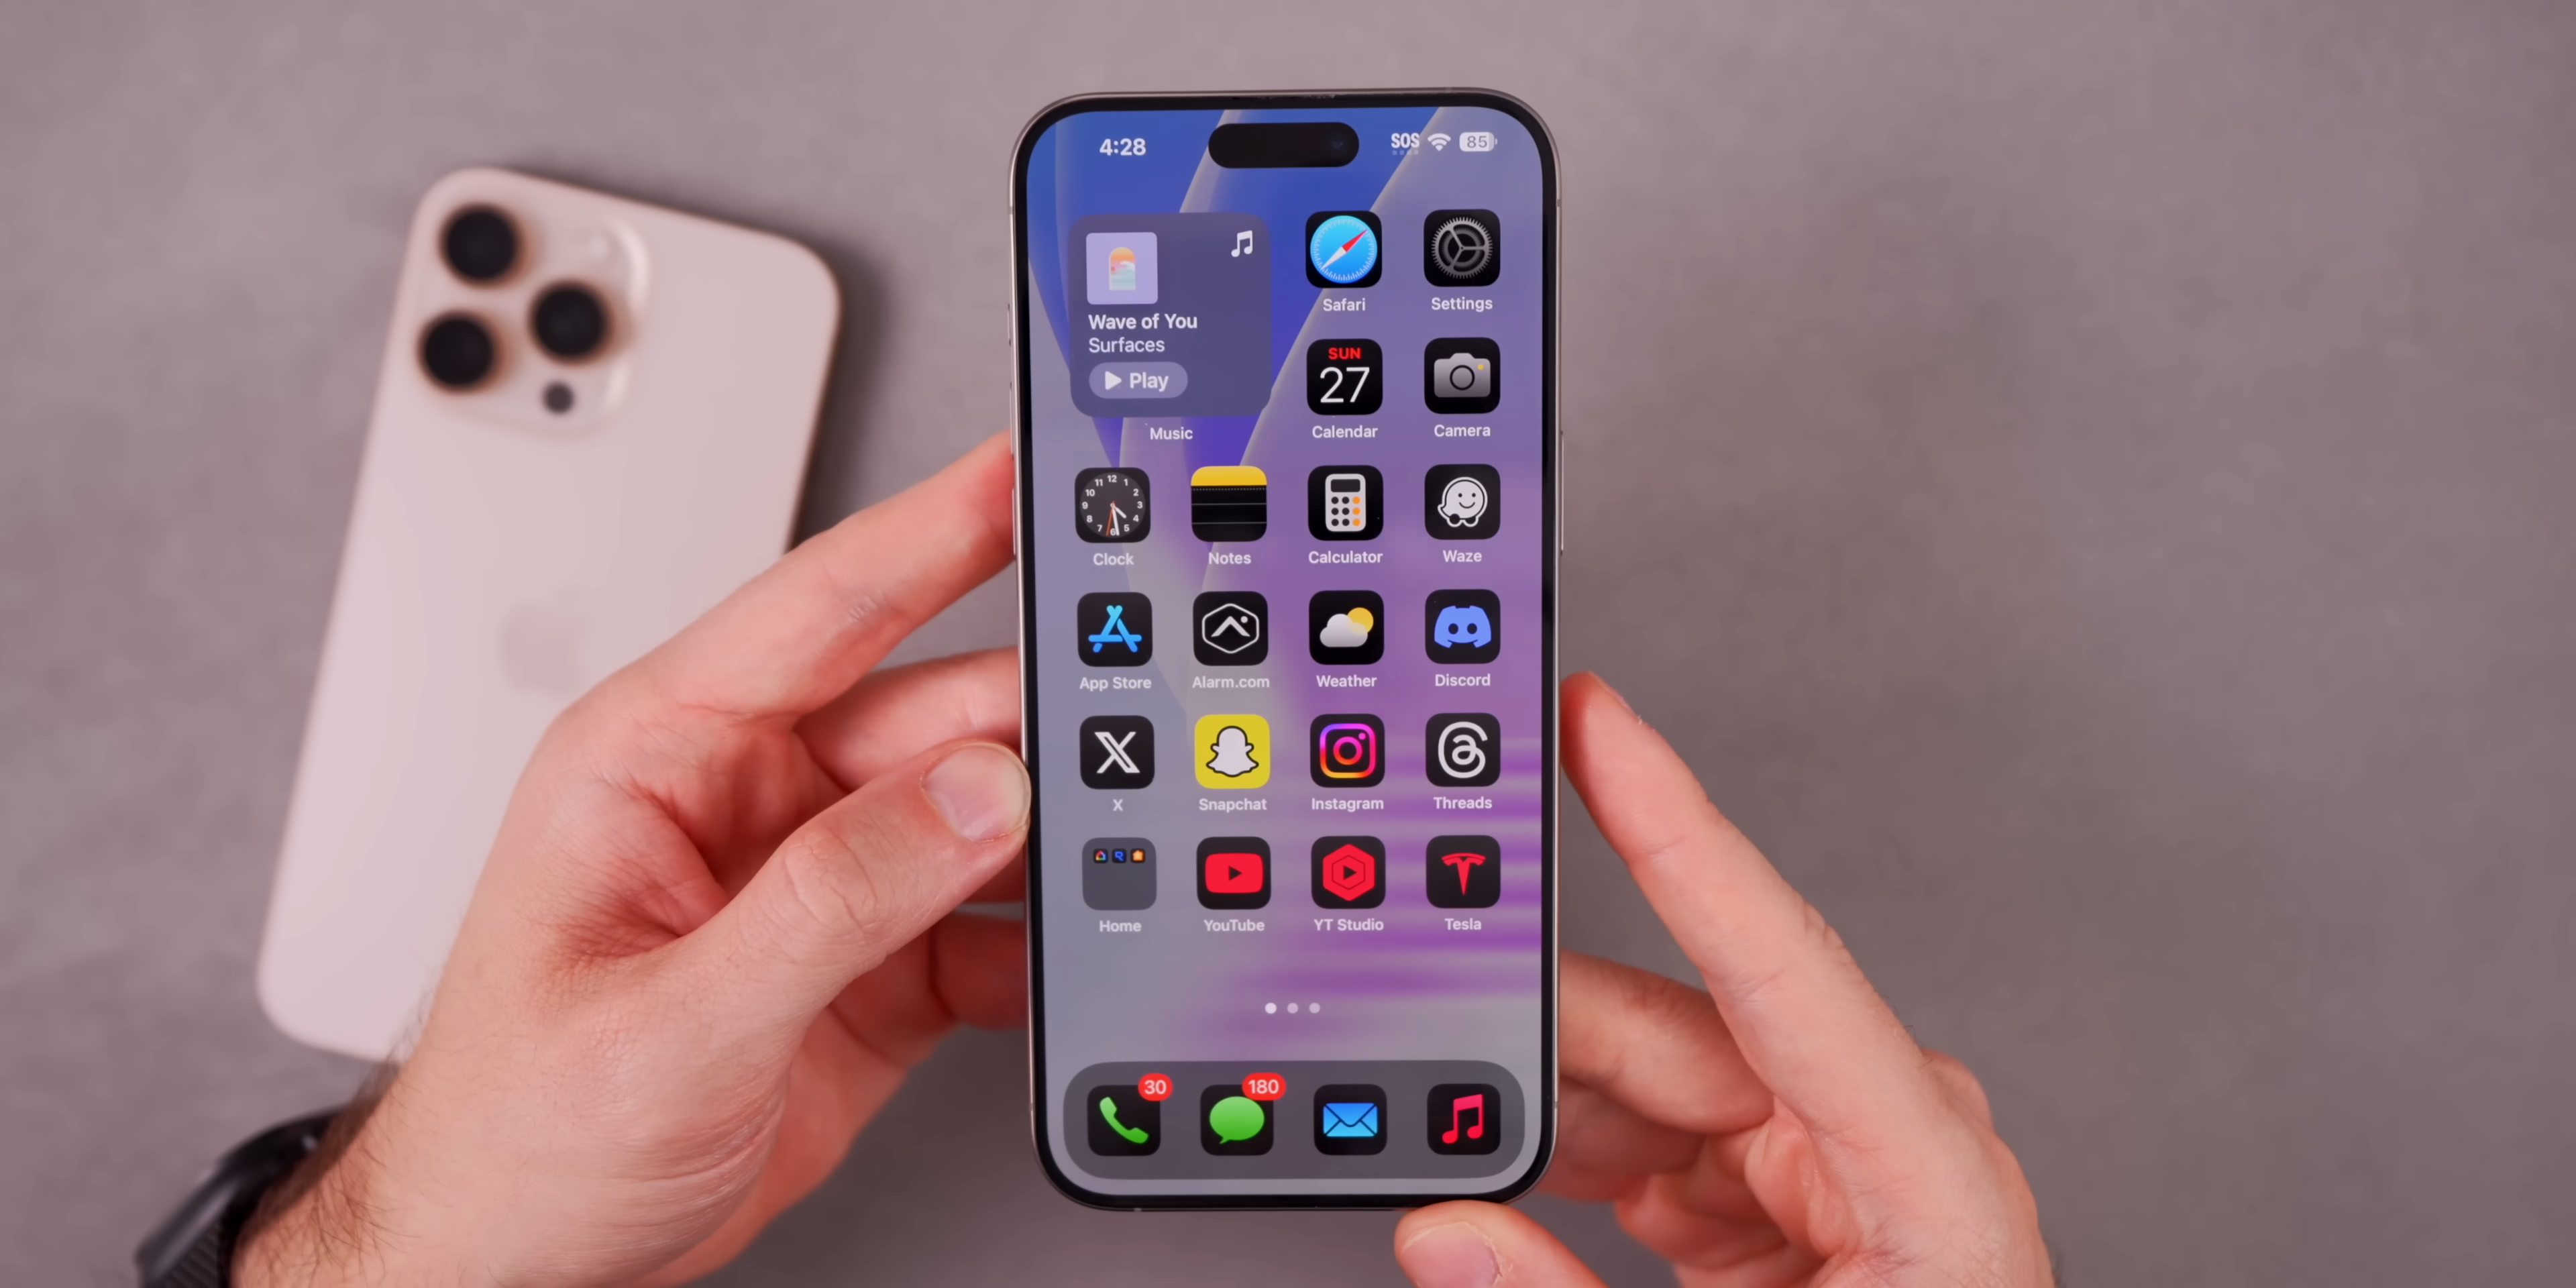 4:28
SOS
85
Wave of You
Surfaces
Play
Music
Safari
Settings
SUN
27
Calendar
Camera
Clock
Notes
Calculator
Waze
App Store
Alarm.com
Weather
Discord
X
Snapchat
Instagram
Threads
Home
YouTube
YT Studio
Tesla
30
180